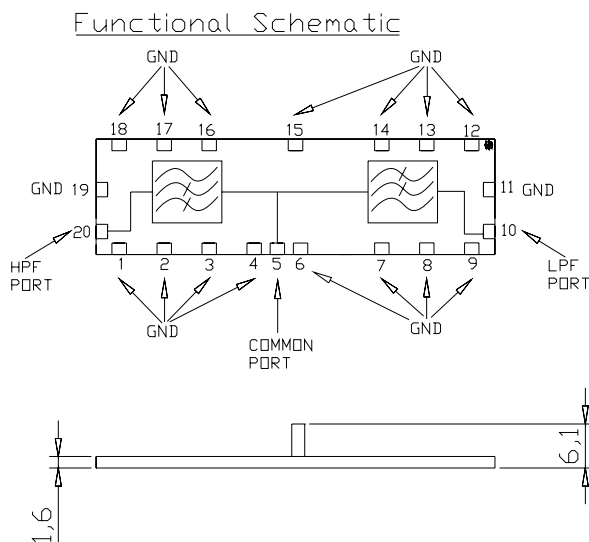 Functional Schematic
GND GND
18 17 16 15 14 13 12
GND 19 11 GND
20 10
HPF PORT
LPF PORT
1 2 3 4 5 6 7 8 9
GND GND
COMMON PORT
1,6
6,1